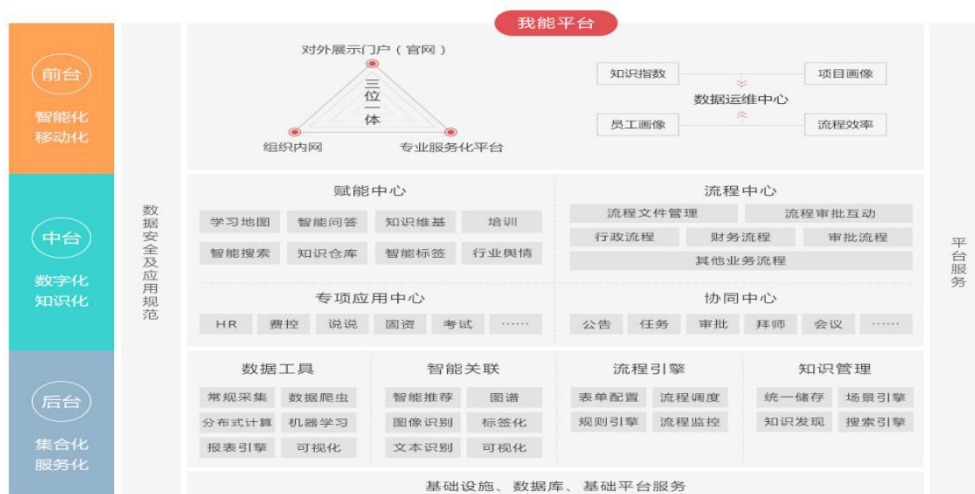 我能平台
前台
智能化
移动化
对外展示门户（官网）
三位一体
组织内网
专业服务化平台
知识指数
项目画像
数据运维中心
员工画像
流程效率
数据安全及应用规范
平台服务
中台
数字化
知识化
赋能中心
学习地图 智能问答 知识维基 培训
智能搜索 知识仓库 智能标签 行业舆情
流程中心
流程文件管理 流程审批互动
行政流程 财务流程 审批流程
其他业务流程
专项应用中心
HR 费控 说说 固资 考试 ……
协同中心
公告 任务 审批 拜师 会议 ……
后台
集合化
服务化
数据工具
常规采集 数据爬虫
分布式计算 机器学习
报表引擎 可视化
智能关联
智能推荐 图谱
图像识别 标签化
文本识别 可视化
流程引擎
表单配置 流程调度
规则引擎 流程监控
知识管理
统一储存 场景引擎
知识发现 搜索引擎
基础设施、数据库、基础平台服务